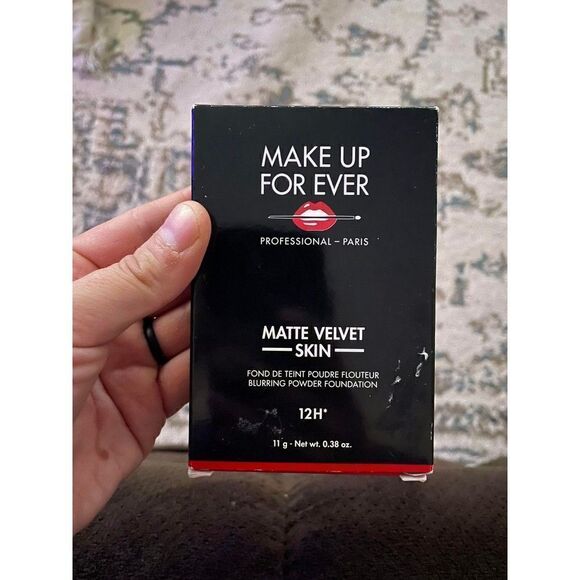 MAKE UP
FOR EVER
PROFESSIONAL – PARIS
MATTE VELVET
SKIN
FOND DE TEINT POUDRE FLOUTEUR
BLURRING POWDER FOUNDATION
12H*
11 g - Net wt. 0.38 oz.